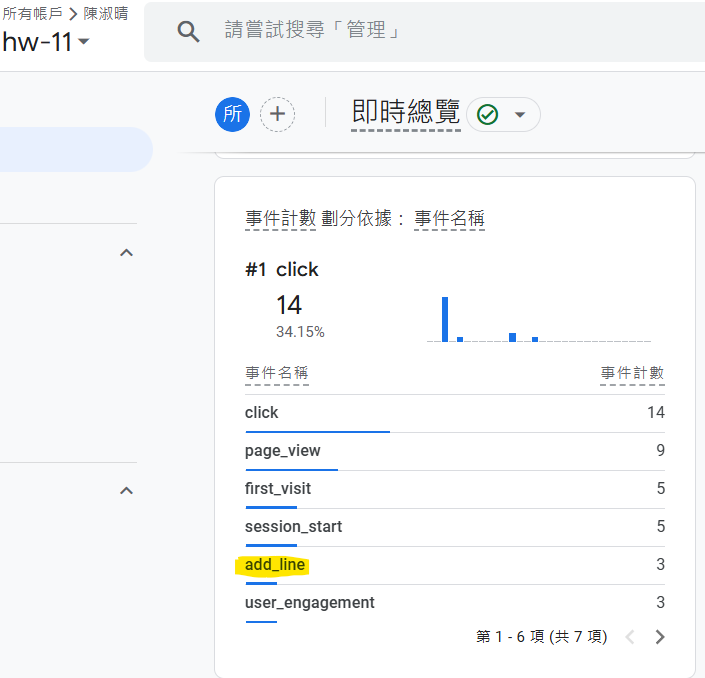 所有帳戶 > 陳淑晴
hw-11
請嘗試搜尋「管理」
所
即時總覽
事件計數 劃分依據： 事件名稱
#1 click
14
34.15%
事件名稱 事件計數
click 14
page_view 9
first_visit 5
session_start 5
add_line 3
user_engagement 3
第 1 - 6 項 (共 7 項)